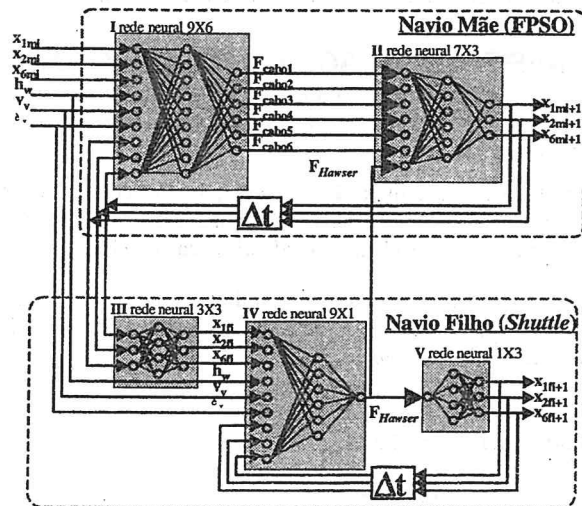 Navio Mãe (FPSO)
I rede neural 9X6
II rede neural 7X3
x1mi
x2mi
x6mi
hw
Vv
Fcabo1
Fcabo2
Fcabo3
Fcabo4
Fcabo5
Fcabo6
FHawser
x1mi+1
x2mi+1
x6mi+1
Δt
Navio Filho (Shuttle)
III rede neural 3X3
IV rede neural 9X1
V rede neural 1X3
x1fi
x2fi
x6fi
hw
Vv
FHawser
x1fi+1
x2fi+1
x6fi+1
Δt